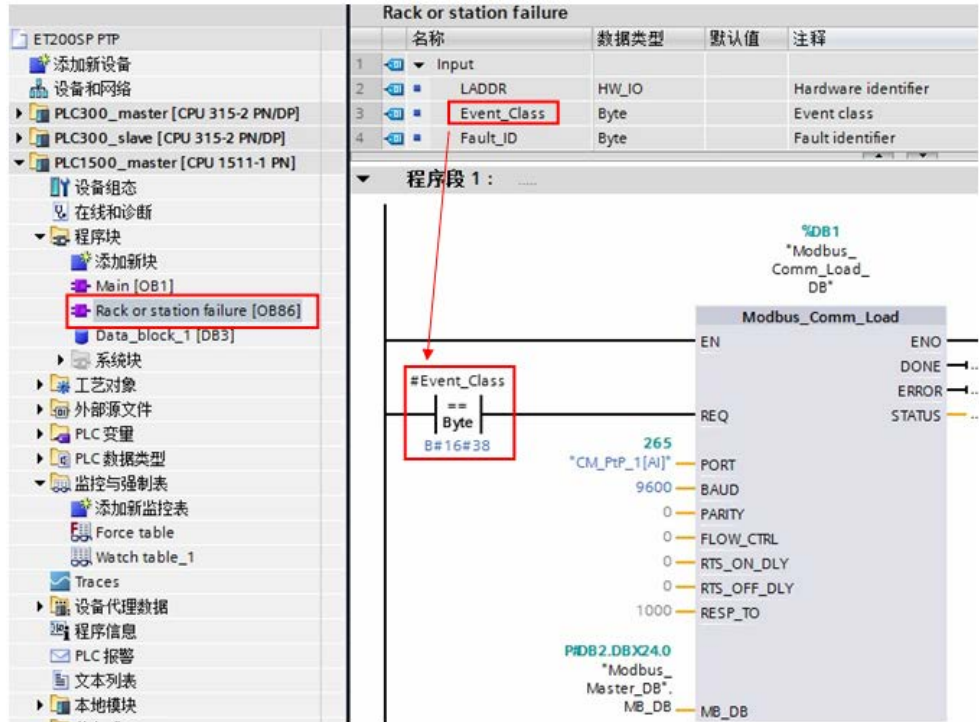 ET200SP PTP
添加新设备
设备和网络
PLC300_master [CPU 315-2 PN/DP]
PLC300_slave [CPU 315-2 PN/DP]
PLC1500_master [CPU 1511-1 PN]
设备组态
在线和诊断
程序块
添加新块
Main [OB1]
Rack or station failure [OB86]
Data_block_1 [DB3]
系统块
工艺对象
外部源文件
PLC 变量
PLC 数据类型
监控与强制表
添加新监控表
Force table
Watch table_1
Traces
设备代理数据
程序信息
PLC 报警
文本列表
本地模块
Rack or station failure
名称 数据类型 默认值 注释
1 Input
2 LADDR HW_IO Hardware identifier
3 Event_Class Byte Event class
4 Fault_ID Byte Fault identifier
程序段 1： .....
%DB1
"Modbus_
Comm_Load_
DB"
Modbus_Comm_Load
EN ENO
DONE ...
ERROR ...
#Event_Class
==
Byte
B#16#38
REQ STATUS ...
265
"CM_PtP_1[AI]" PORT
9600 BAUD
0 PARITY
0 FLOW_CTRL
0 RTS_ON_DLY
0 RTS_OFF_DLY
1000 RESP_TO
P#DB2.DBX24.0
"Modbus_
Master_DB".
MB_DB MB_DB